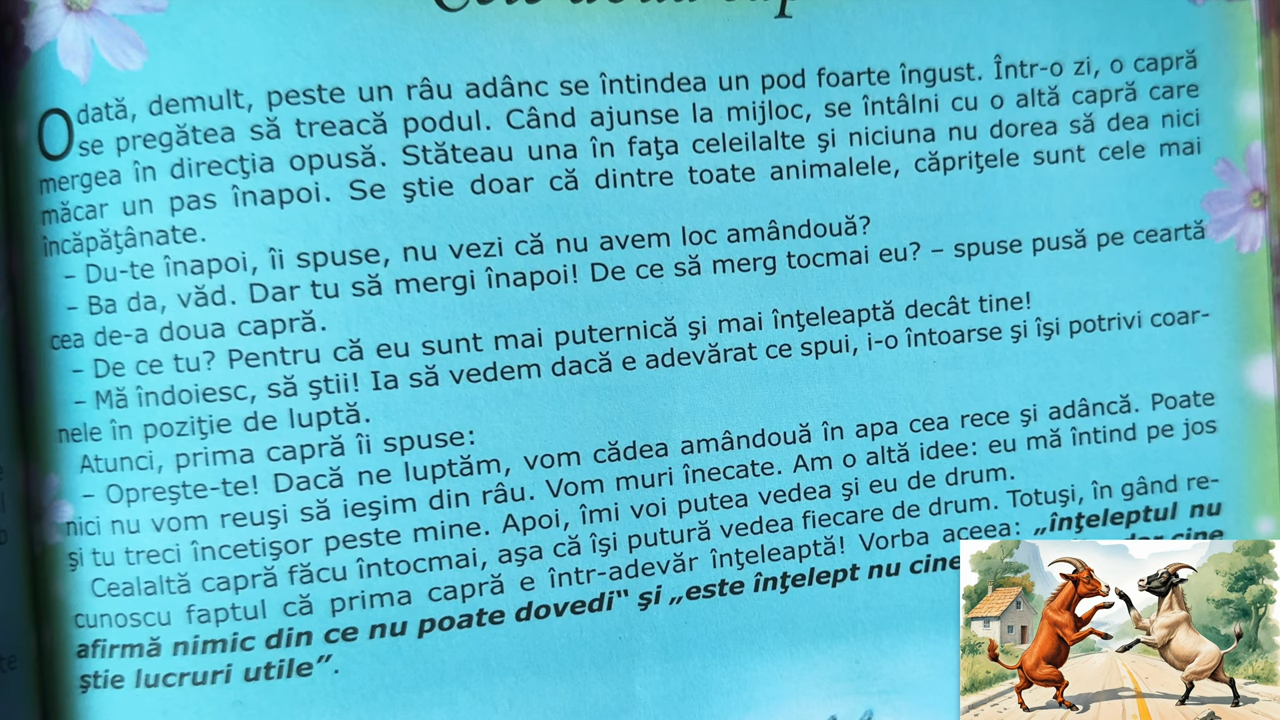 Cele două cap
Odată, demult, peste un râu adânc se întindea un pod foarte îngust. Într-o zi, o capră
se pregătea să treacă podul. Când ajunse la mijloc, se întâlni cu o altă capră care
mergea în direcţia opusă. Stăteau una în faţa celeilalte şi niciuna nu dorea să dea nici
măcar un pas înapoi. Se ştie doar că dintre toate animalele, căpriţele sunt cele mai
încăpăţânate.
– Du-te înapoi, îi spuse, nu vezi că nu avem loc amândouă?
– Ba da, văd. Dar tu să mergi înapoi! De ce să merg tocmai eu? – spuse pusă pe ceartă
cea de-a doua capră.
– De ce tu? Pentru că eu sunt mai puternică şi mai înţeleaptă decât tine!
– Mă îndoiesc, să ştii! Ia să vedem dacă e adevărat ce spui, i-o întoarse şi îşi potrivi coar-
nele în poziţie de luptă.
Atunci, prima capră îi spuse:
– Opreşte-te! Dacă ne luptăm, vom cădea amândouă în apa cea rece şi adâncă. Poate
nici nu vom reuşi să ieşim din râu. Vom muri înecate. Am o altă idee: eu mă întind pe jos
şi tu treci încetişor peste mine. Apoi, îmi voi putea vedea şi eu de drum.
Cealaltă capră făcu întocmai, aşa că îşi putură vedea fiecare de drum. Totuşi, în gând re-
cunoscu faptul că prima capră e într-adevăr înţeleaptă! Vorba aceea: „înţeleptul nu
afirmă nimic din ce nu poate dovedi“ şi „este înţelept nu cine dar cine
ştie lucruri utile”.